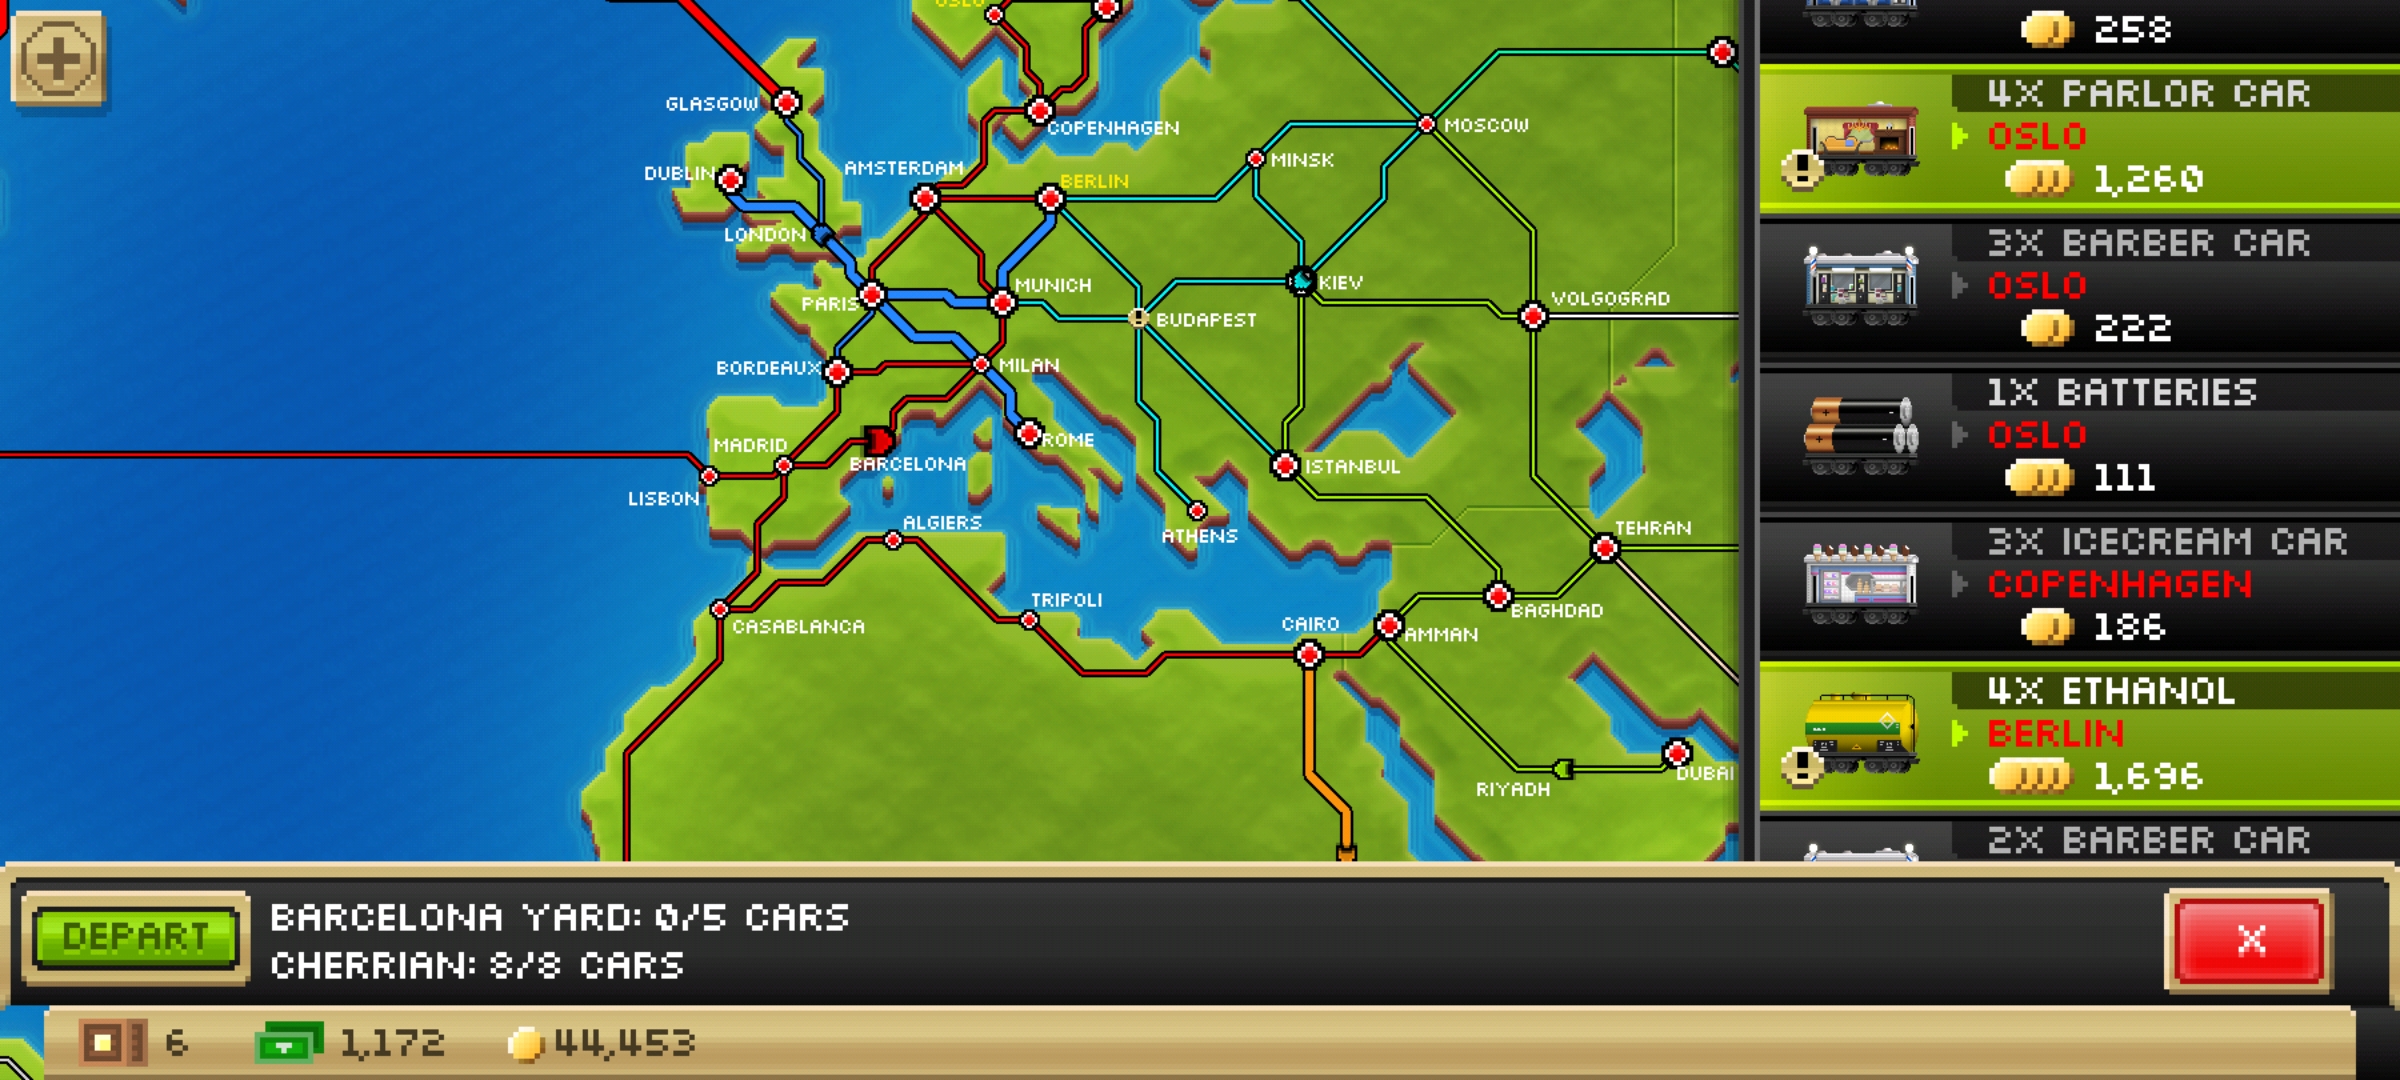 OSLO
GLASGOW
COPENHAGEN
MOSCOW
MINSK
DUBLIN
AMSTERDAM
BERLIN
LONDON
PARIS
MUNICH
KIEV
VOLGOGRAD
BUDAPEST
BORDEAUX
MILAN
MADRID
BARCELONA
ROME
ISTANBUL
LISBON
ALGIERS
ATHENS
TEHRAN
CASABLANCA
TRIPOLI
CAIRO
AMMAN
BAGHDAD
RIYADH
DUBAI
258
4X PARLOR CAR
OSLO
1,260
3X BARBER CAR
OSLO
222
1X BATTERIES
OSLO
111
3X ICECREAM CAR
COPENHAGEN
186
4X ETHANOL
BERLIN
1,696
2X BARBER CAR
DEPART
BARCELONA YARD: 0/5 CARS
CHERRIAN: 8/8 CARS
X
6
1,172
44,453